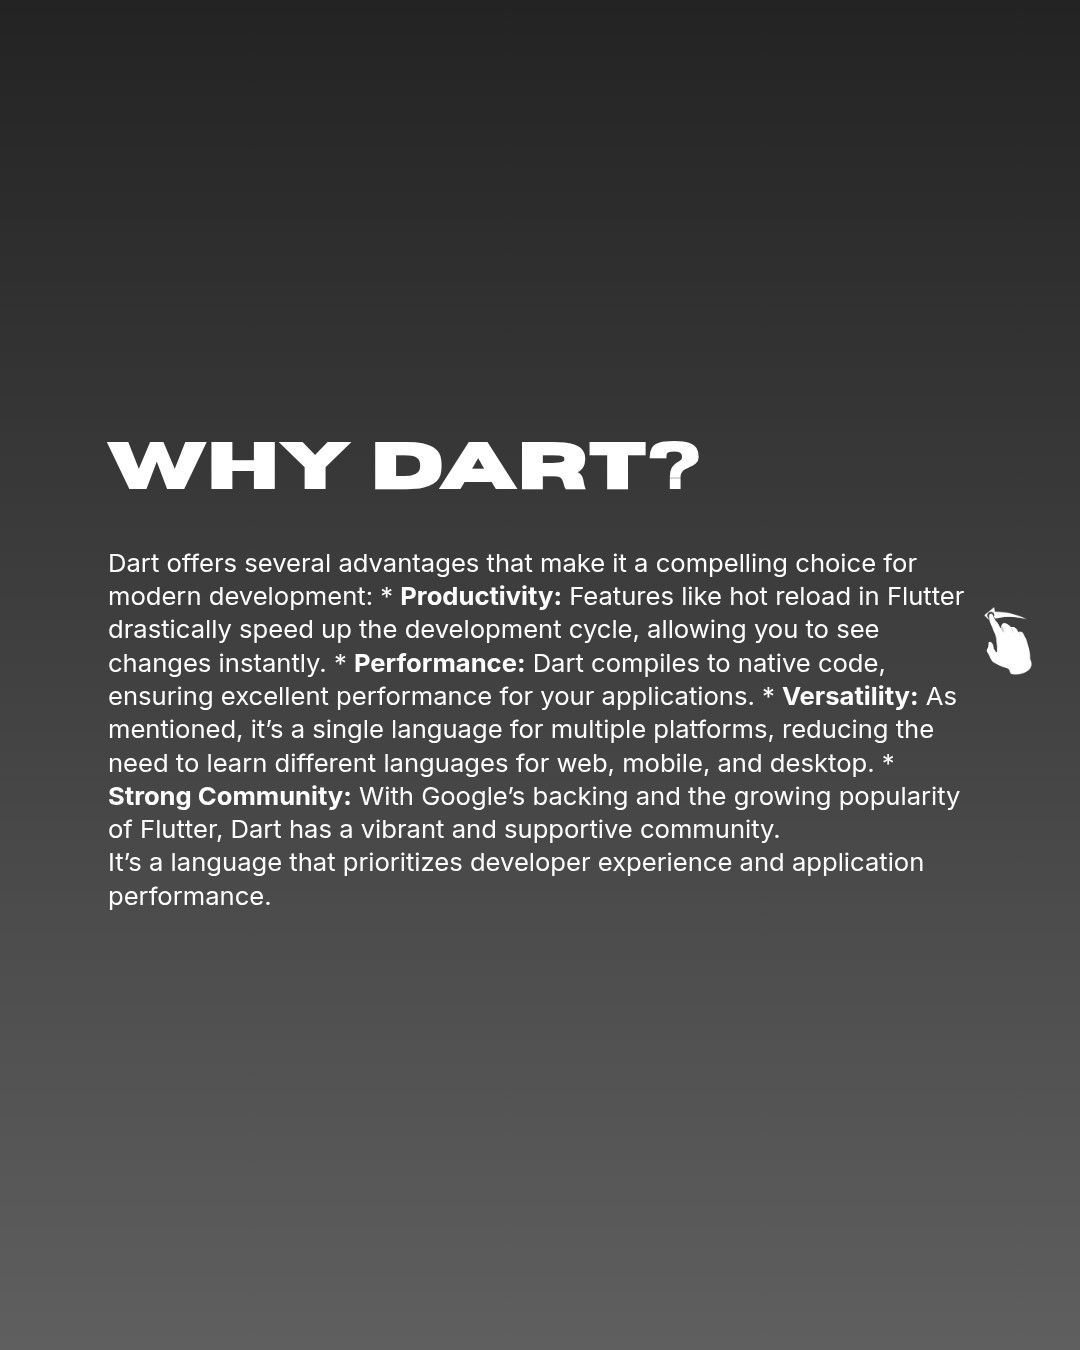 WHY DART?
Dart offers several advantages that make it a compelling choice for
modern development: * Productivity: Features like hot reload in Flutter
drastically speed up the development cycle, allowing you to see
changes instantly. * Performance: Dart compiles to native code,
ensuring excellent performance for your applications. * Versatility: As
mentioned, it’s a single language for multiple platforms, reducing the
need to learn different languages for web, mobile, and desktop. *
Strong Community: With Google’s backing and the growing popularity
of Flutter, Dart has a vibrant and supportive community.
It’s a language that prioritizes developer experience and application
performance.